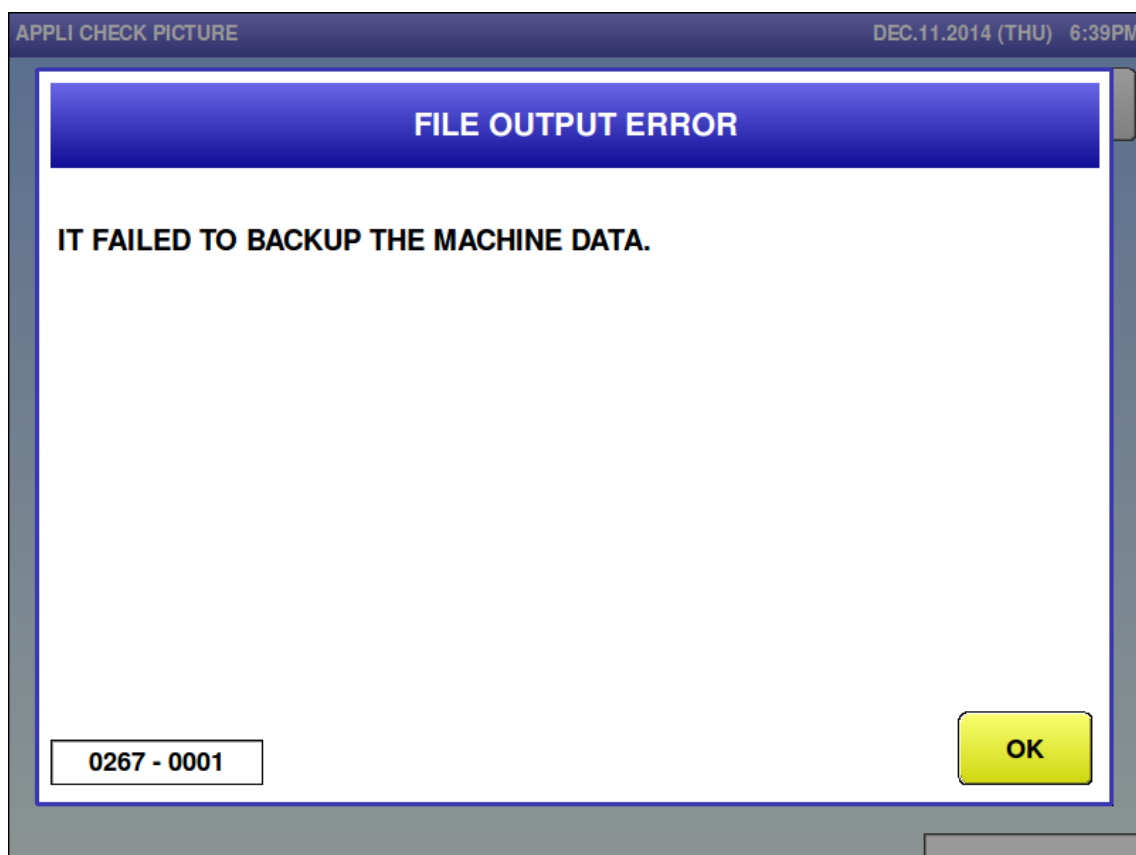 APPLI CHECK PICTURE DEC.11.2014 (THU) 6:39PM
FILE OUTPUT ERROR
IT FAILED TO BACKUP THE MACHINE DATA.
0267 - 0001
OK